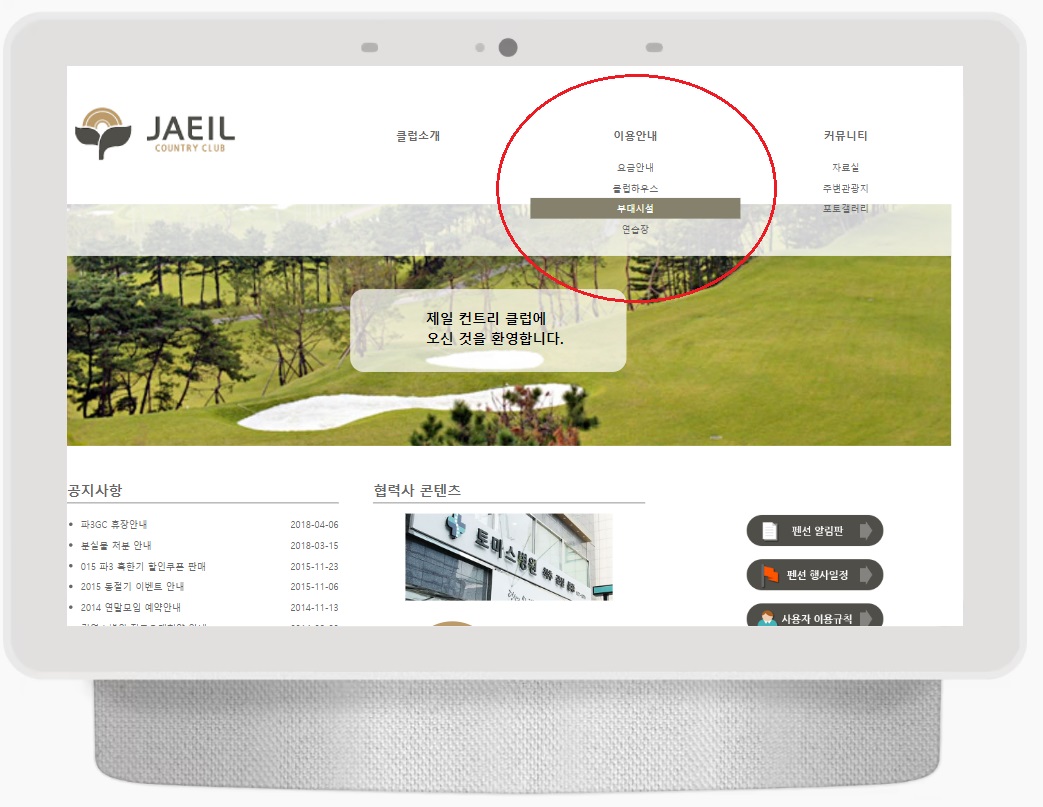 JAEIL
COUNTRY CLUB
클럽소개
이용안내
커뮤니티
요금안내
클럽하우스
부대시설
연습장
자료실
주변관광지
포토갤러리
제일 컨트리 클럽에
오신 것을 환영합니다.
공지사항
파3GC 휴장안내 2018-04-06
분실물 처분 안내 2018-03-15
015 파3 혹한기 할인쿠폰 판매 2015-11-23
2015 동절기 이벤트 안내 2015-11-06
2014 연말모임 예약안내 2014-11-13
협력사 콘텐츠
토마스병원
펜션 알림판
펜션 행사일정
사용자 이용규칙